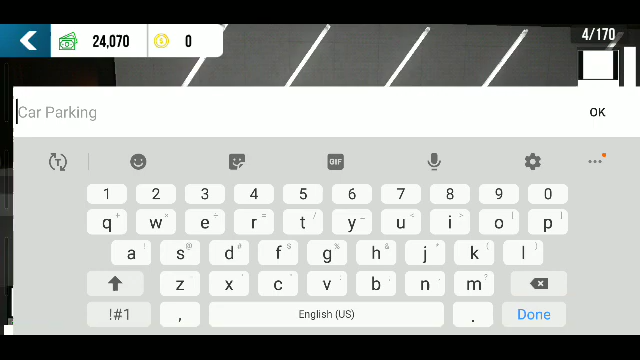 24,070 0 4/170
Car Parking OK
GIF
1 2 3 4 5 6 7 8 9 0
q w e r t y u i o p
a s d f g h j k l
z x c v b n m
!#1 , English (US) . Done